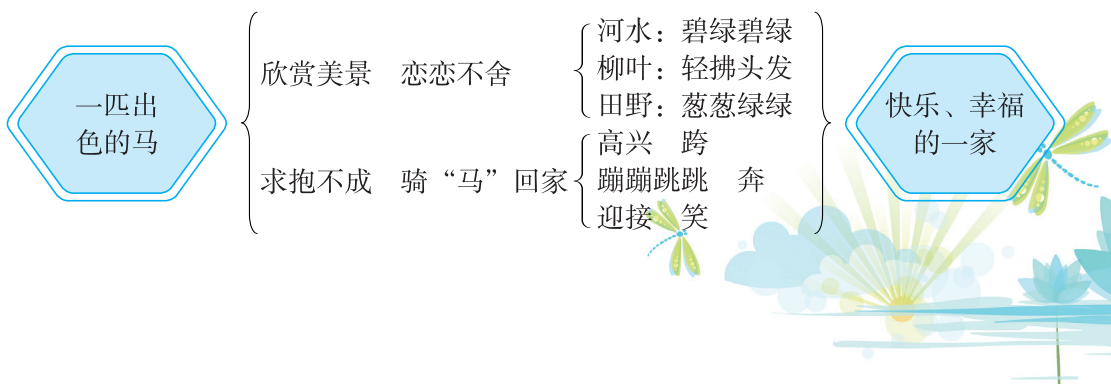 一匹出
色的马
欣赏美景 恋恋不舍
河水：碧绿碧绿
柳叶：轻拂头发
田野：葱葱绿绿
求抱不成 骑“马”回家
高兴 跨
蹦蹦跳跳 奔
迎接 笑
快乐、幸福
的一家